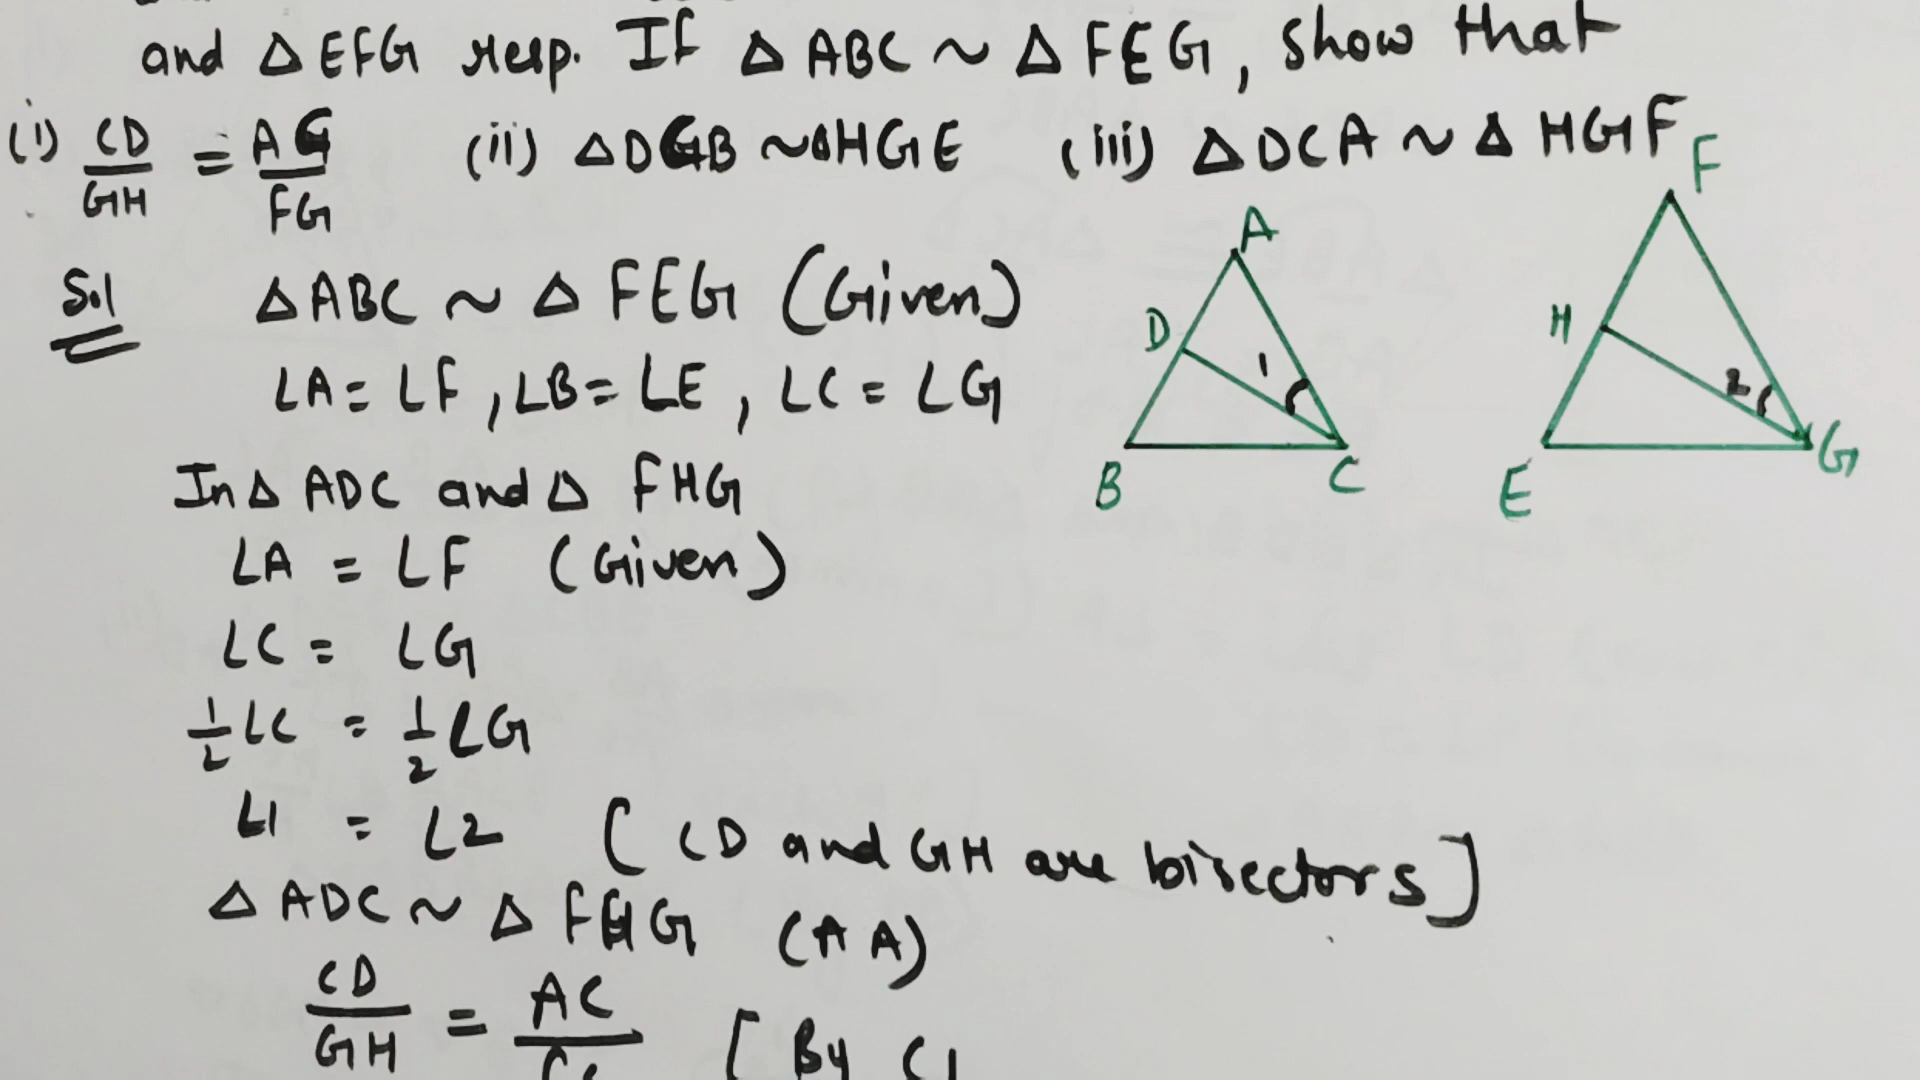 and △ EFG resp. If △ ABC ~ △ FEG, show that
(i) CD/GH = AG/FG (ii) △DGB ~△HGE (iii) △DCA ~ △ HGF
Sol △ABC ~ △ FEG (Given)
∠A = ∠F, ∠B = ∠E, ∠C = ∠G
In △ ADC and △ FHG
∠A = ∠F (Given)
∠C = ∠G
1/2 ∠C = 1/2 ∠G
∠1 = ∠2 [CD and GH are bisectors]
△ ADC ~ △ FHG (AA)
CD/GH = AC/ [By
A
D
1
B
C
F
H
2
E
G